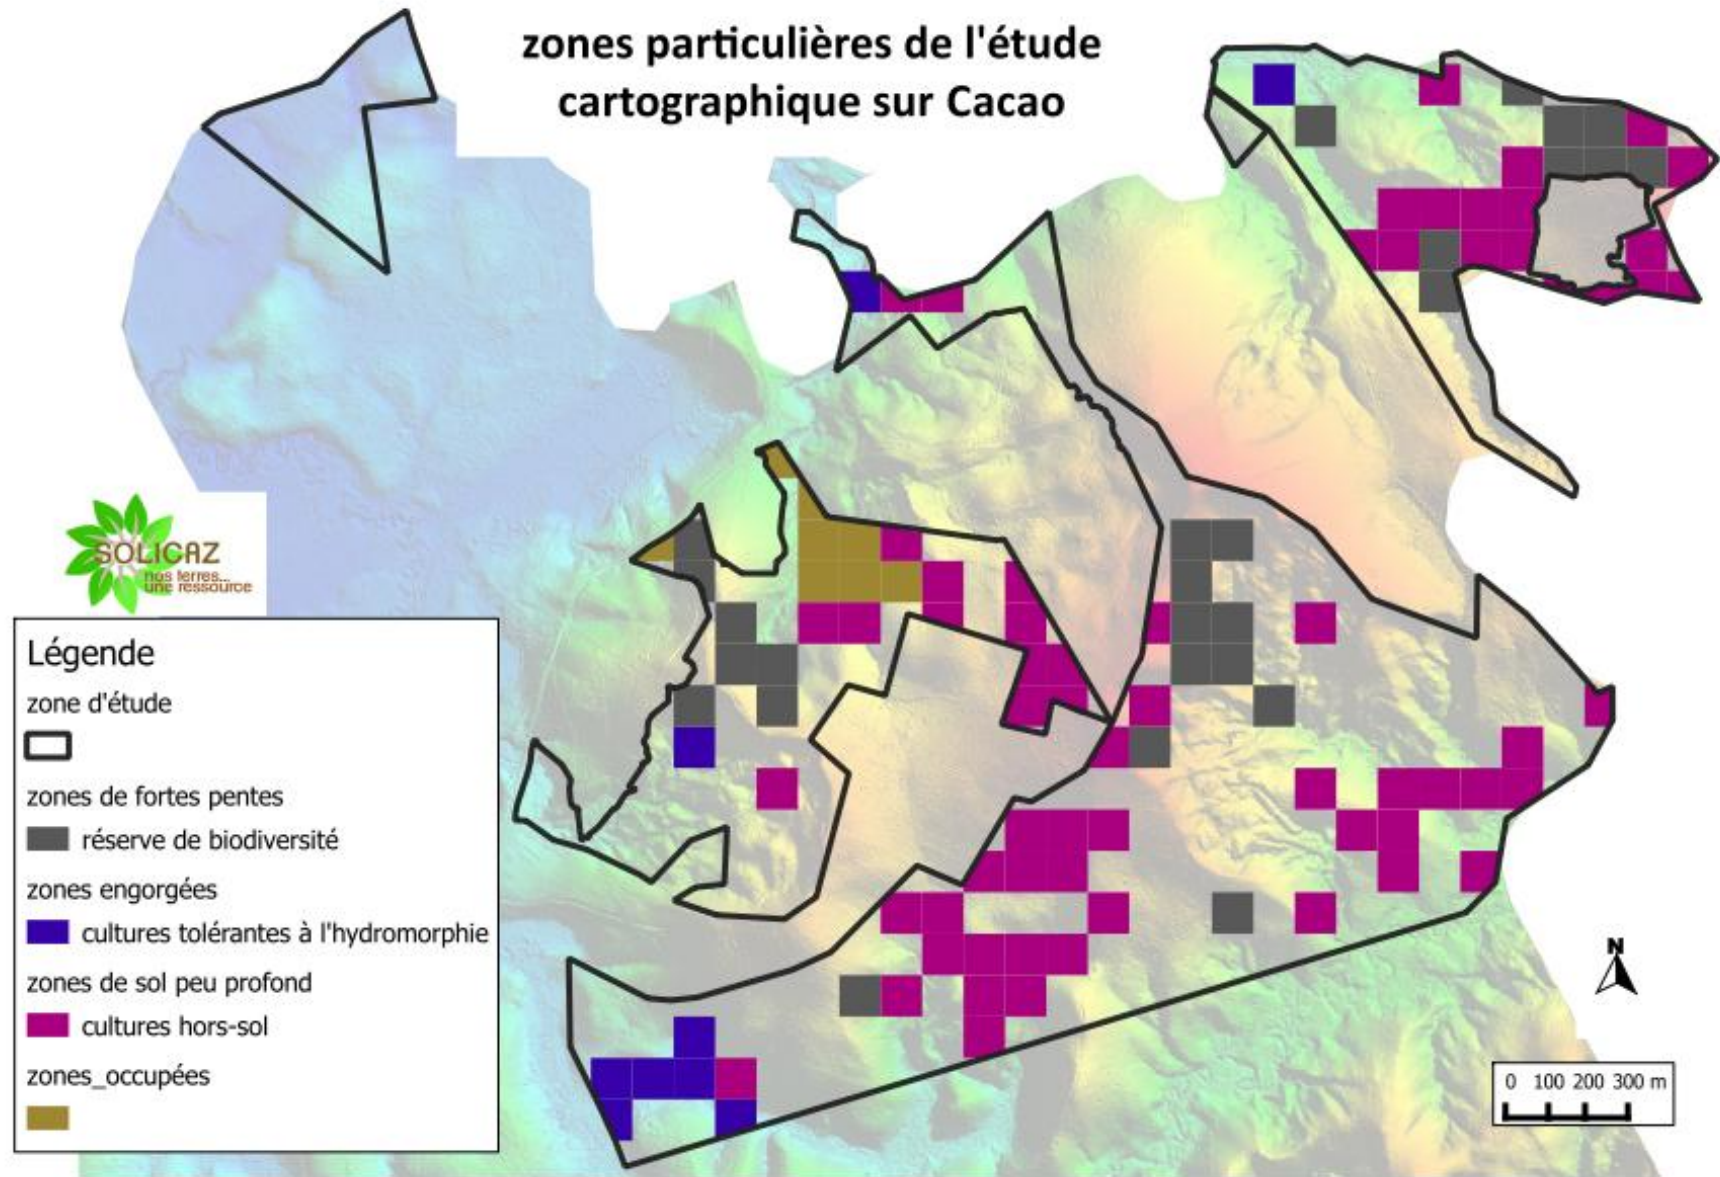 zones particulières de l'étude
cartographique sur Cacao
SOLICAZ
nos terres...
une ressource
Légende
zone d'étude
zones de fortes pentes
réserve de biodiversité
zones engorgées
cultures tolérantes à l'hydromorphie
zones de sol peu profond
cultures hors-sol
zones_occupées
N
0 100 200 300 m